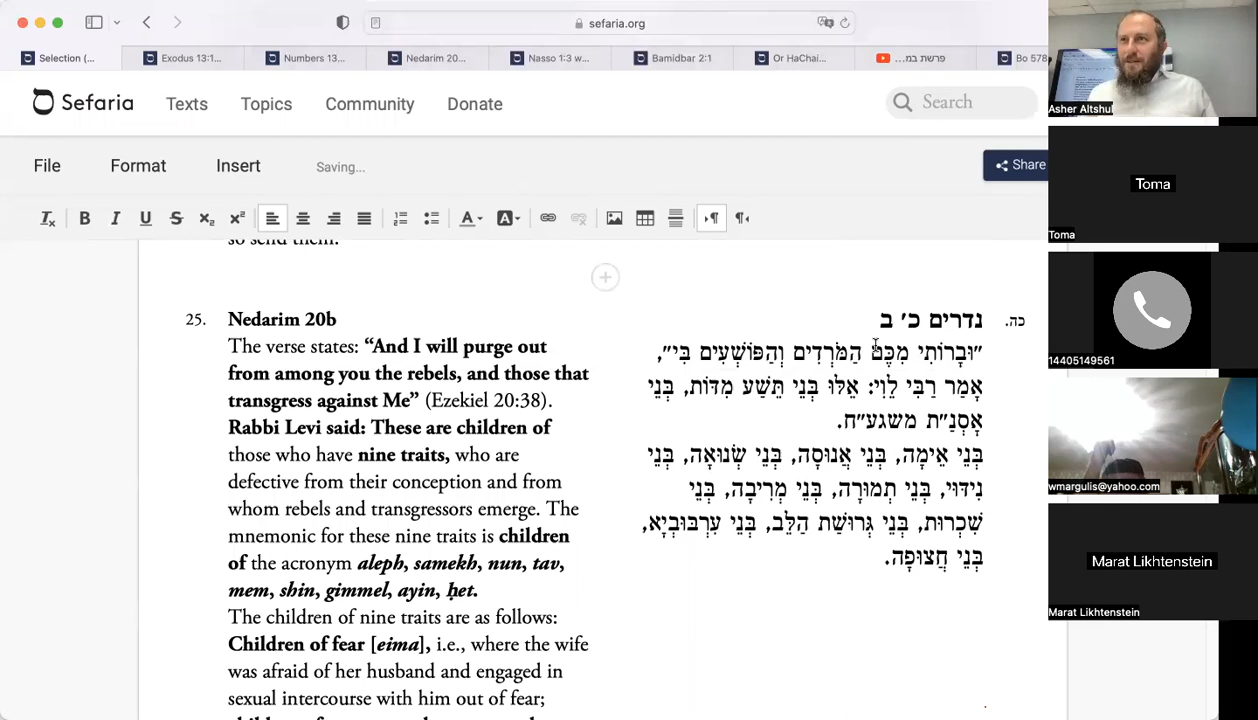 sefaria.org
Selection (...
Exodus 13:1...
Numbers 13,...
Nedarim 20...
Nasso 1:3 w...
Bamidbar 2:1
Or HaChai...
פרשת במ...
Bo 578
Sefaria
Texts
Topics
Community
Donate
Search
File
Format
Insert
Saving...
Share
so send them.
25.
Nedarim 20b
The verse states: “And I will purge out
from among you the rebels, and those that
transgress against Me” (Ezekiel 20:38).
Rabbi Levi said: These are children of
those who have nine traits, who are
defective from their conception and from
whom rebels and transgressors emerge. The
mnemonic for these nine traits is children
of the acronym aleph, samekh, nun, tav,
mem, shin, gimmel, ayin, ḥet.
The children of nine traits are as follows:
Children of fear [eima], i.e., where the wife
was afraid of her husband and engaged in
sexual intercourse with him out of fear;
כה.
נדרים כ׳ ב
״וּבָרוֹתִי מִכֶּם הַמֹּרְדִים וְהַפּוֹשְׁעִים בִּי״,
אָמַר רַבִּי לֵוִי: אֵלּוּ בְּנֵי תֵּשַׁע מִדּוֹת, בְּנֵי
אָסְנַ״ת משגע״ח.
בְּנֵי אֵימָה, בְּנֵי אֲנוּסָה, בְּנֵי שְׂנוּאָה, בְּנֵי
נִידּוּי, בְּנֵי תְמוּרָה, בְּנֵי מְרִיבָה, בְּנֵי
שִׁכְרוּת, בְּנֵי גְּרוּשַׁת הַלֵּב, בְּנֵי עִרְבּוּבְיָא,
בְּנֵי חֲצוּפָה.
Asher Altshul
Toma
Toma
14405149561
wmargulis@yahoo.com
Marat Likhtenstein
Marat Likhtenstein